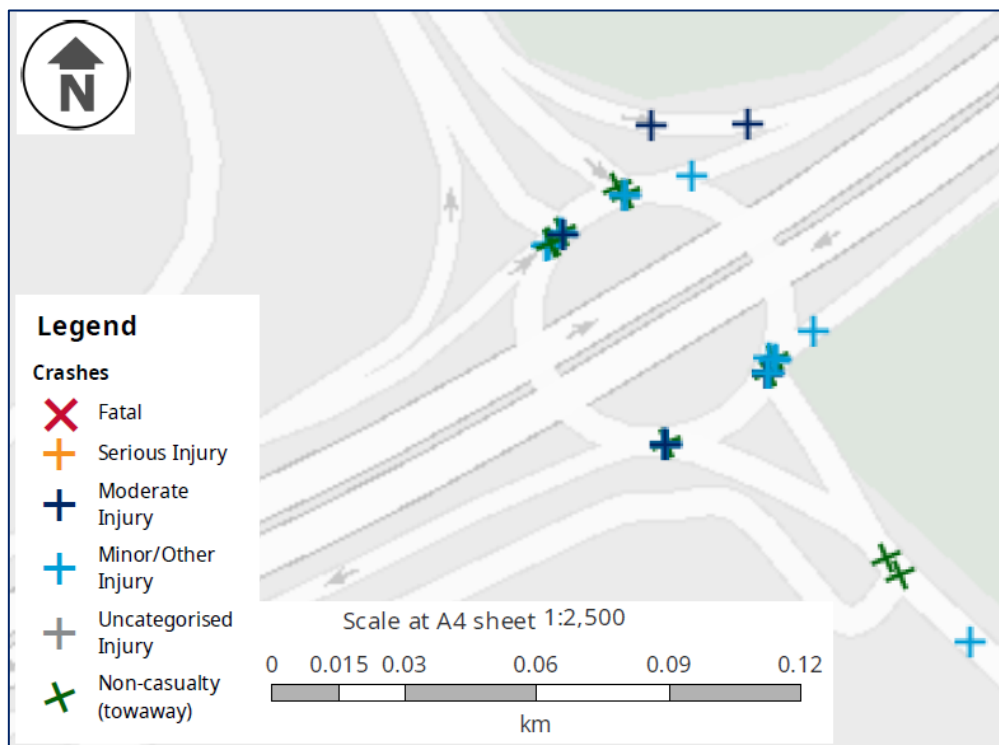 N
Legend
Crashes
Fatal
Serious Injury
Moderate
Injury
Minor/Other
Injury
Uncategorised
Injury
Non-casualty
(towaway)
Scale at A4 sheet 1:2,500
0 0.015 0.03 0.06 0.09 0.12
km